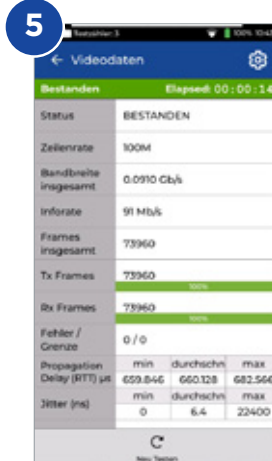 5
100% 10:43
Videodaten
Bestanden Elapsed: 00:00:14
Status BESTANDEN
Zeilenrate 100M
Bandbreite insgesamt 0.0910 Gb/s
Inforate 91 Mb/s
Frames insgesamt 73960
Tx Frames 73960
100%
Rx Frames 73960
100%
Fehler / Grenze 0 / 0
Propagation Delay (RTT) µs
min durchschn max
659.846 660.128 682.566
Jitter (ns)
min durchschn max
0 6.4 22400
Neu Testen